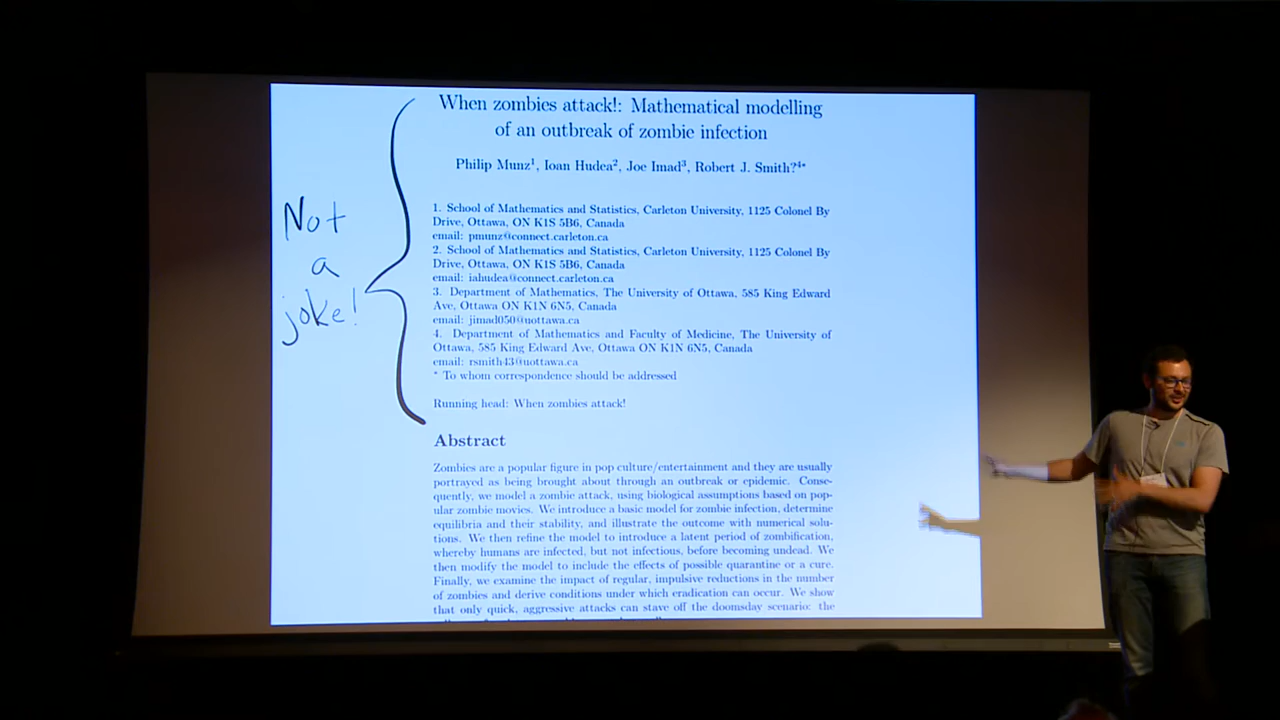 When zombies attack!: Mathematical modelling
of an outbreak of zombie infection
Philip Munz¹, Ioan Hudea², Joe Imad³, Robert J. Smith?⁴*
Not
a
joke!
1. School of Mathematics and Statistics, Carleton University, 1125 Colonel By
Drive, Ottawa, ON K1S 5B6, Canada
email: pmunz@connect.carleton.ca
2. School of Mathematics and Statistics, Carleton University, 1125 Colonel By
Drive, Ottawa, ON K1S 5B6, Canada
email: iahudea@connect.carleton.ca
3. Department of Mathematics, The University of Ottawa, 585 King Edward
Ave, Ottawa ON K1N 6N5, Canada
email: jimad050@uottawa.ca
4. Department of Mathematics and Faculty of Medicine, The University of
Ottawa, 585 King Edward Ave, Ottawa ON K1N 6N5, Canada
email: rsmith43@uottawa.ca
* To whom correspondence should be addressed
Running head: When zombies attack!
Abstract
Zombies are a popular figure in pop culture/entertainment and they are usually
portrayed as being brought about through an outbreak or epidemic. Conse-
quently, we model a zombie attack, using biological assumptions based on pop-
ular zombie movies. We introduce a basic model for zombie infection, determine
equilibria and their stability, and illustrate the outcome with numerical solu-
tions. We then refine the model to introduce a latent period of zombification,
whereby humans are infected, but not infectious, before becoming undead. We
then modify the model to include the effects of possible quarantine or a cure.
Finally, we examine the impact of regular, impulsive reductions in the number
of zombies and derive conditions under which eradication can occur. We show
that only quick, aggressive attacks can stave off the doomsday scenario: the